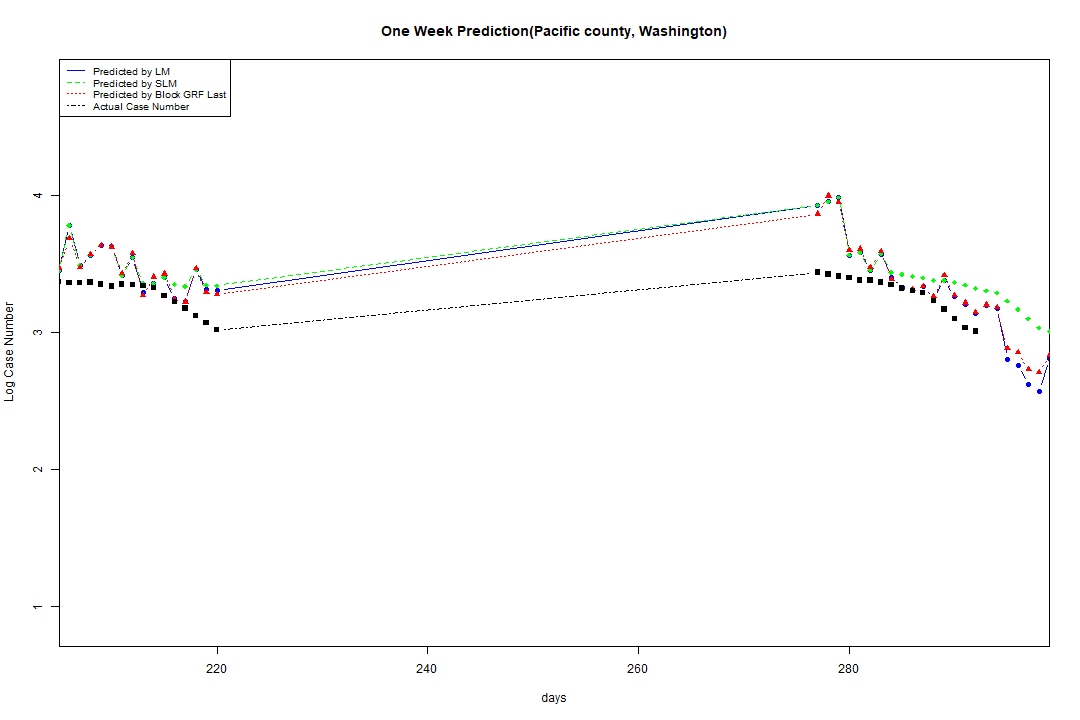 One Week Prediction(Pacific county, Washington)
Predicted by LM
Predicted by SLM
Predicted by Block GRF Last
Actual Case Number
4
3
2
1
Log Case Number
220 240 260 280
days